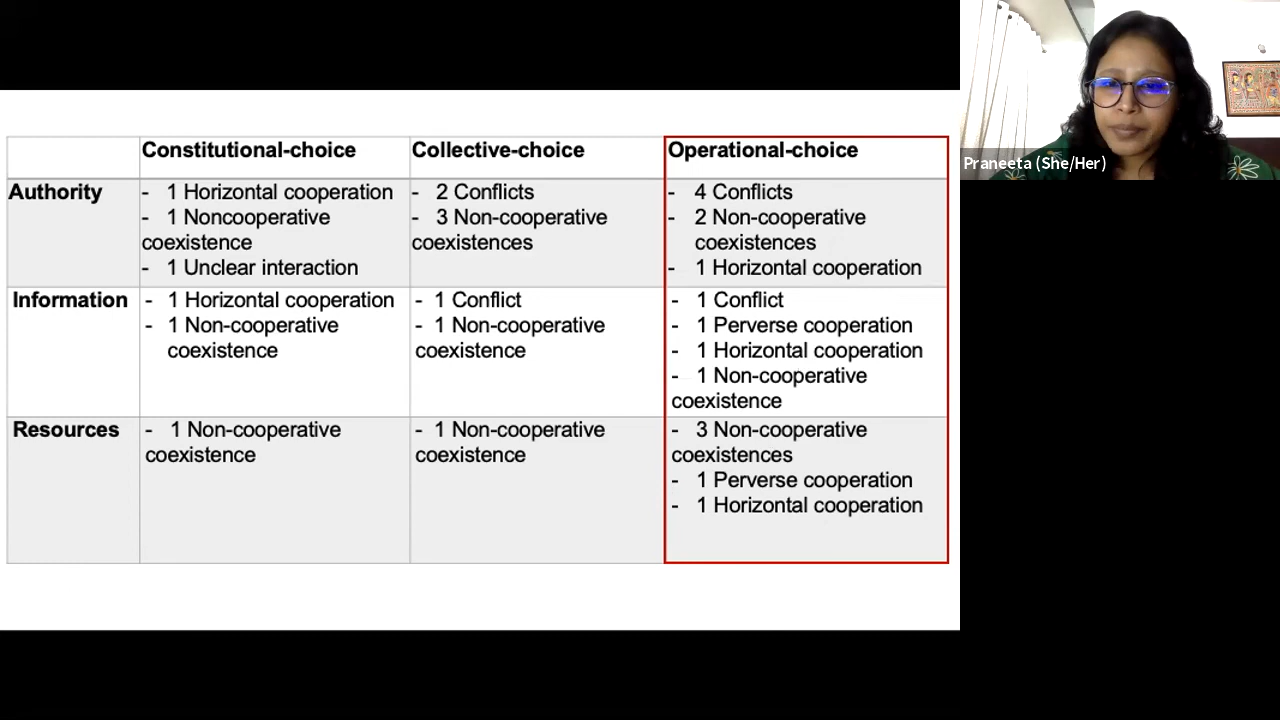 Constitutional-choice
Collective-choice
Operational-choice
Authority
- 1 Horizontal cooperation
- 1 Noncooperative
coexistence
- 1 Unclear interaction
- 2 Conflicts
- 3 Non-cooperative
coexistences
- 4 Conflicts
- 2 Non-cooperative
coexistences
- 1 Horizontal cooperation
Information
- 1 Horizontal cooperation
- 1 Non-cooperative
coexistence
- 1 Conflict
- 1 Non-cooperative
coexistence
- 1 Conflict
- 1 Perverse cooperation
- 1 Horizontal cooperation
- 1 Non-cooperative
coexistence
Resources
- 1 Non-cooperative
coexistence
- 1 Non-cooperative
coexistence
- 3 Non-cooperative
coexistences
- 1 Perverse cooperation
- 1 Horizontal cooperation
Praneeta (She/Her)